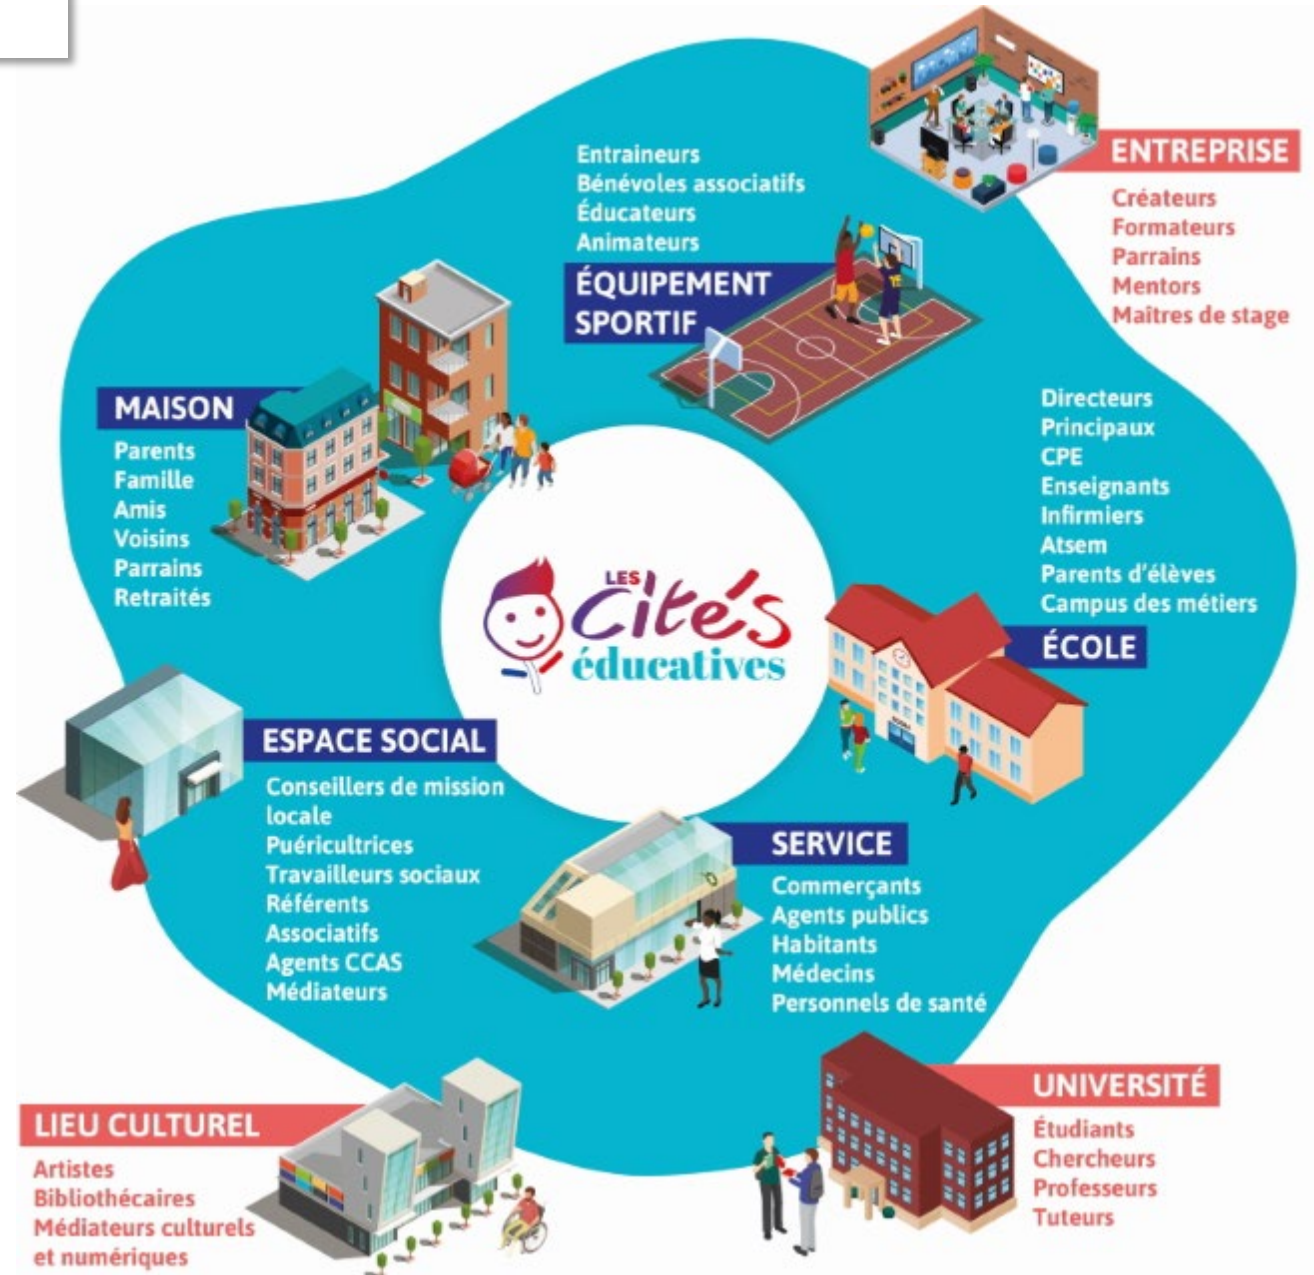 ENTREPRISE
Créateurs
Formateurs
Parrains
Mentors
Maîtres de stage
Entraineurs
Bénévoles associatifs
Éducateurs
Animateurs
ÉQUIPEMENT
SPORTIF
MAISON
Parents
Famille
Amis
Voisins
Parrains
Retraités
Directeurs
Principaux
CPE
Enseignants
Infirmiers
Atsem
Parents d'élèves
Campus des métiers
ÉCOLE
LES
Cités
éducatives
ESPACE SOCIAL
Conseillers de mission
locale
Puéricultrices
Travailleurs sociaux
Référents
Associatifs
Agents CCAS
Médiateurs
SERVICE
Commerçants
Agents publics
Habitants
Médecins
Personnels de santé
LIEU CULTUREL
Artistes
Bibliothécaires
Médiateurs culturels
et numériques
UNIVERSITÉ
Étudiants
Chercheurs
Professeurs
Tuteurs